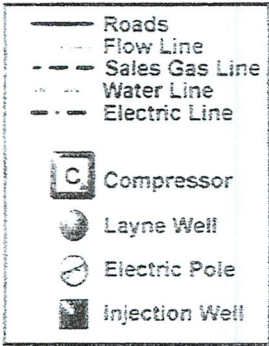 Roads
Flow Line
Sales Gas Line
Water Line
Electric Line
C Compressor
Layne Well
Electric Pole
Injection Well